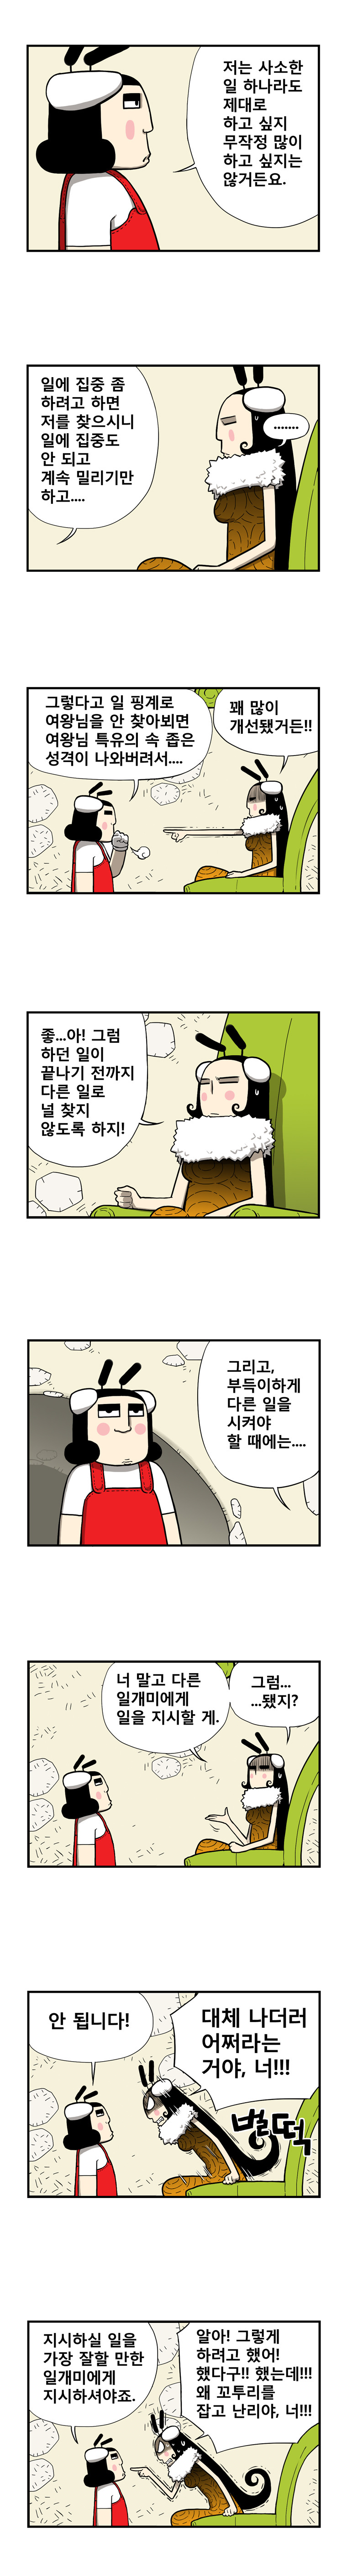 저는 사소한
일 하나라도
제대로
하고 싶지
무작정 많이
하고 싶지는
않거든요.
일에 집중 좀
하려고 하면
저를 찾으시니
일에 집중도
안 되고
계속 밀리기만
하고....
.......
그렇다고 일 핑계로
여왕님을 안 찾아뵈면
여왕님 특유의 속 좁은
성격이 나와버려서....
꽤 많이
개선됐거든!!
좋...아! 그럼
하던 일이
끝나기 전까지
다른 일로
널 찾지
않도록 하지!
그리고,
부득이하게
다른 일을
시켜야
할 때에는....
너 말고 다른
일개미에게
일을 지시할 게.
그럼...
...됐지?
안 됩니다!
대체 나더러
어쩌라는
거야, 너!!!
벌떡
지시하실 일을
가장 잘할 만한
일개미에게
지시하셔야죠.
알아! 그렇게
하려고 했어!
했다구!! 했는데!!!
왜 꼬투리를
잡고 난리야, 너!!!